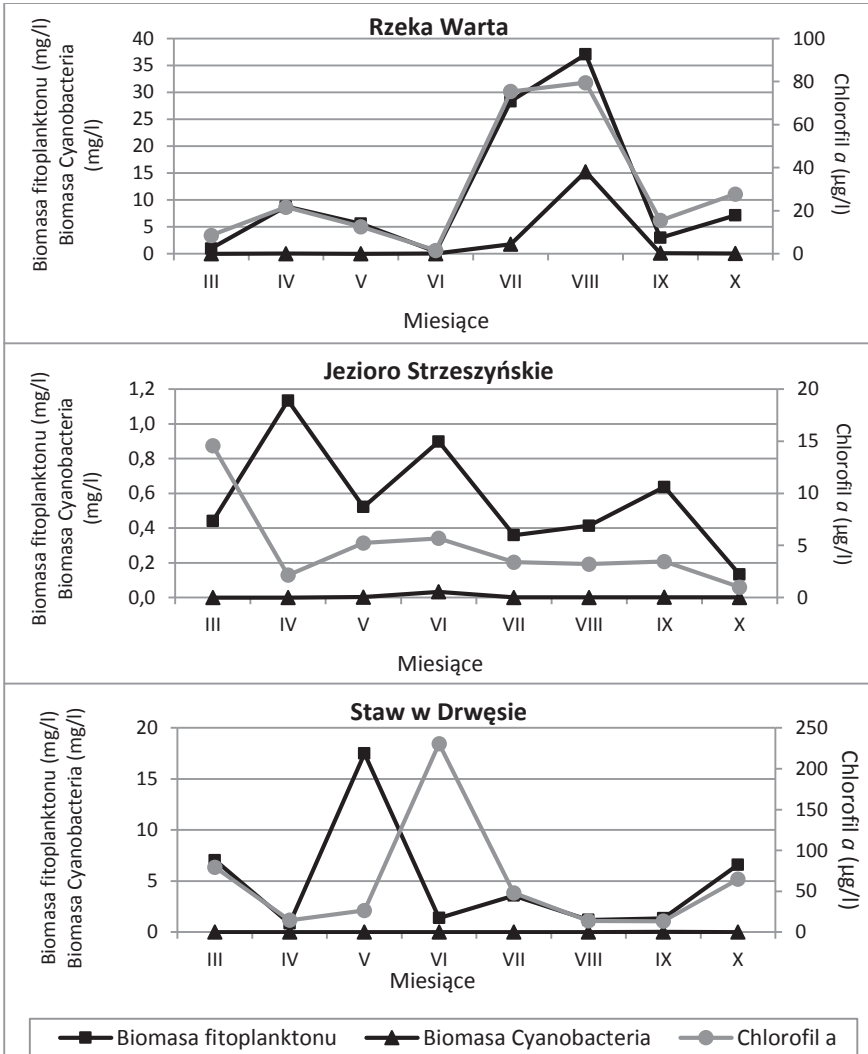 Rzeka Warta
Biomasa fitoplanktonu (mg/l)
Biomasa Cyanobacteria
(mg/l)
40
35
30
25
20
15
10
5
0
100
80
60
40
20
0
Chlorofil a (µg/l)
III IV V VI VII VIII IX X
Miesiące
Jezioro Strzeszyńskie
Biomasa fitoplanktonu (mg/l)
Biomasa Cyanobacteria
(mg/l)
1,2
1,0
0,8
0,6
0,4
0,2
0,0
20
15
10
5
0
Chlorofil a (µg/l)
III IV V VI VII VIII IX X
Miesiące
Staw w Drwęsie
Biomasa fitoplanktonu (mg/l)
Biomasa Cyanobacteria (mg/l)
20
15
10
5
0
250
200
150
100
50
0
Chlorofil a (µg/l)
III IV V VI VII VIII IX X
Miesiące
Biomasa fitoplanktonu Biomasa Cyanobacteria Chlorofil a